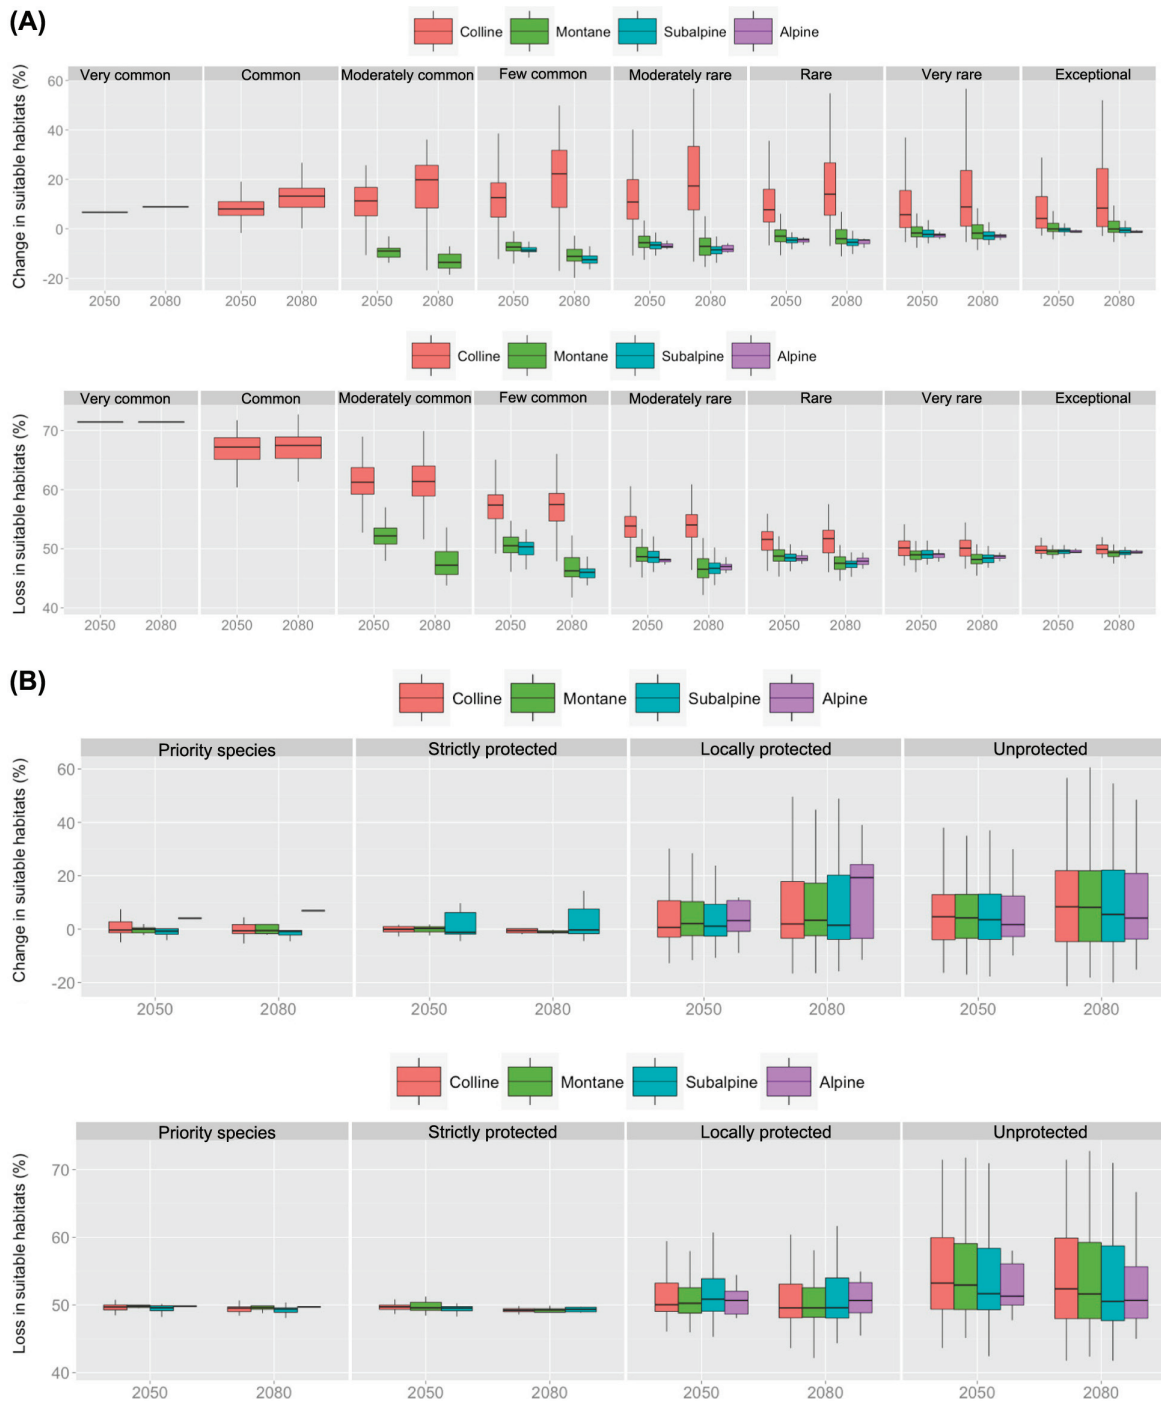 (A)
Colline Montane Subalpine Alpine
Very common Common Moderately common Few common Moderately rare Rare Very rare Exceptional
Change in suitable habitats (%)
60
40
20
0
-20
2050 2080 2050 2080 2050 2080 2050 2080 2050 2080 2050 2080 2050 2080 2050 2080
Colline Montane Subalpine Alpine
Very common Common Moderately common Few common Moderately rare Rare Very rare Exceptional
Loss in suitable habitats (%)
70
60
50
40
2050 2080 2050 2080 2050 2080 2050 2080 2050 2080 2050 2080 2050 2080 2050 2080
(B)
Colline Montane Subalpine Alpine
Priority species Strictly protected Locally protected Unprotected
Change in suitable habitats (%)
60
40
20
0
-20
2050 2080 2050 2080 2050 2080 2050 2080
Colline Montane Subalpine Alpine
Priority species Strictly protected Locally protected Unprotected
Loss in suitable habitats (%)
70
60
50
40
2050 2080 2050 2080 2050 2080 2050 2080